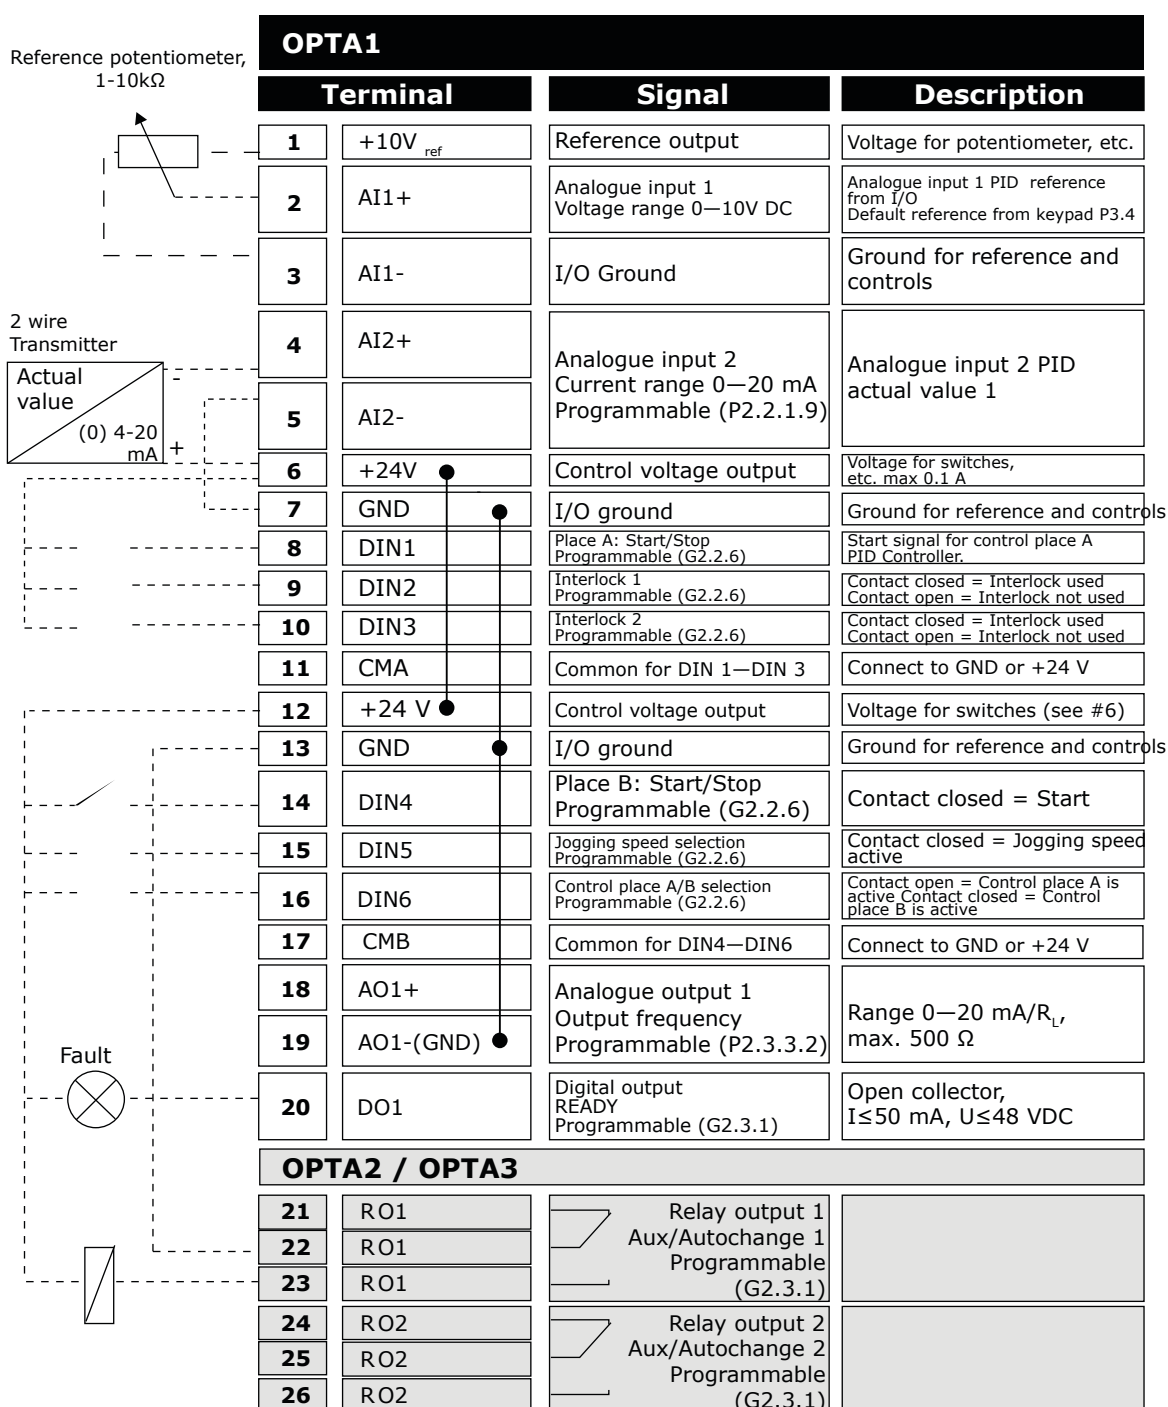 OPTA1
Reference potentiometer,
1-10kΩ
Terminal Signal Description
1 +10V ref Reference output Voltage for potentiometer, etc.
2 AI1+ Analogue input 1
Voltage range 0—10V DC
Analogue input 1 PID reference
from I/O
Default reference from keypad P3.4
3 AI1- I/O Ground
Ground for reference and
controls
2 wire
Transmitter
Actual
value
(0) 4-20
mA
-
+
4 AI2+
5 AI2-
Analogue input 2
Current range 0—20 mA
Programmable (P2.2.1.9)
Analogue input 2 PID
actual value 1
6 +24V Control voltage output
Voltage for switches,
etc. max 0.1 A
7 GND I/O ground Ground for reference and controls
8 DIN1
Place A: Start/Stop
Programmable (G2.2.6)
Start signal for control place A
PID Controller.
9 DIN2
Interlock 1
Programmable (G2.2.6)
Contact closed = Interlock used
Contact open = Interlock not used
10 DIN3
Interlock 2
Programmable (G2.2.6)
Contact closed = Interlock used
Contact open = Interlock not used
11 CMA Common for DIN 1—DIN 3 Connect to GND or +24 V
12 +24 V Control voltage output Voltage for switches (see #6)
13 GND I/O ground Ground for reference and controls
14 DIN4
Place B: Start/Stop
Programmable (G2.2.6)
Contact closed = Start
15 DIN5
Jogging speed selection
Programmable (G2.2.6)
Contact closed = Jogging speed
active
16 DIN6
Control place A/B selection
Programmable (G2.2.6)
Contact open = Control place A is
active Contact closed = Control
place B is active
17 CMB Common for DIN4—DIN6 Connect to GND or +24 V
18 AO1+
19 AO1-(GND)
Analogue output 1
Output frequency
Programmable (P2.3.3.2)
Range 0—20 mA/RL,
max. 500 Ω
Fault
20 DO1
Digital output
READY
Programmable (G2.3.1)
Open collector,
I≤50 mA, U≤48 VDC
OPTA2 / OPTA3
21 RO1
22 RO1
23 RO1
Relay output 1
Aux/Autochange 1
Programmable
(G2.3.1)
24 RO2
25 RO2
26 RO2
Relay output 2
Aux/Autochange 2
Programmable
(G2.3.1)